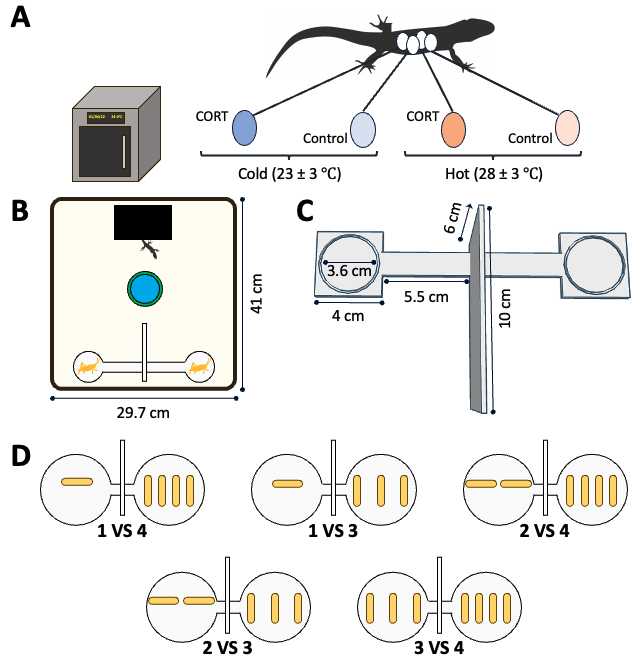 A
01/06/22 28.0ºC
CORT
Control
CORT
Control
Cold (23 ± 3 ℃)
Hot (28 ± 3 ℃)
B
41 cm
29.7 cm
C
6 cm
3.6 cm
5.5 cm
4 cm
10 cm
D
1 VS 4
1 VS 3
2 VS 4
2 VS 3
3 VS 4